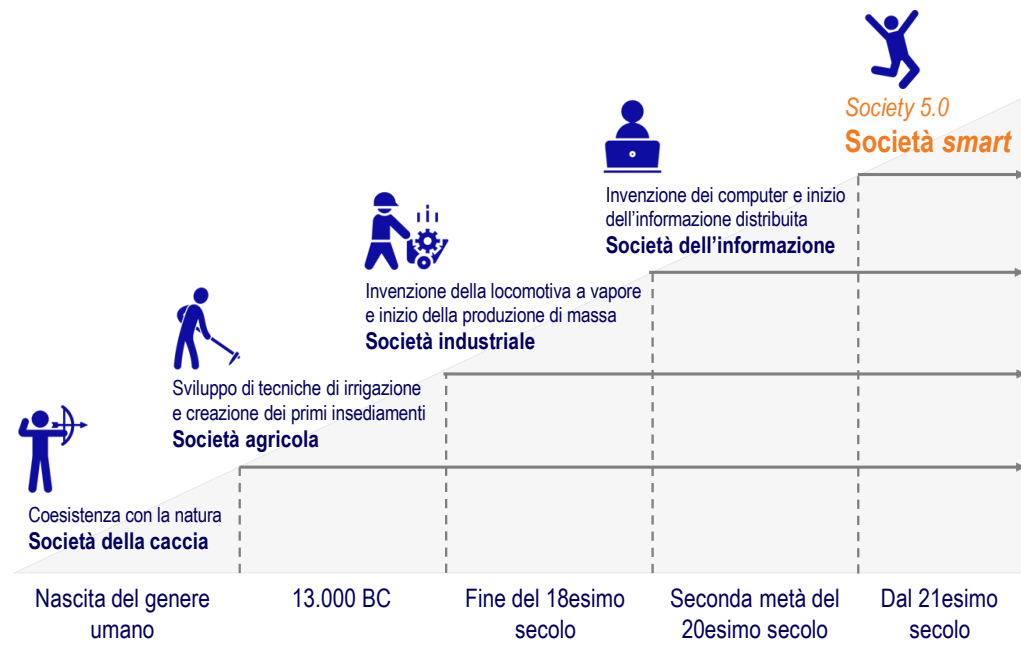 Society 5.0
Società smart
Invenzione dei computer e inizio
dell'informazione distribuita
Società dell'informazione
Invenzione della locomotiva a vapore
e inizio della produzione di massa
Società industriale
Sviluppo di tecniche di irrigazione
e creazione dei primi insediamenti
Società agricola
Coesistenza con la natura
Società della caccia
Nascita del genere
umano
13.000 BC
Fine del 18esimo
secolo
Seconda metà del
20esimo secolo
Dal 21esimo
secolo